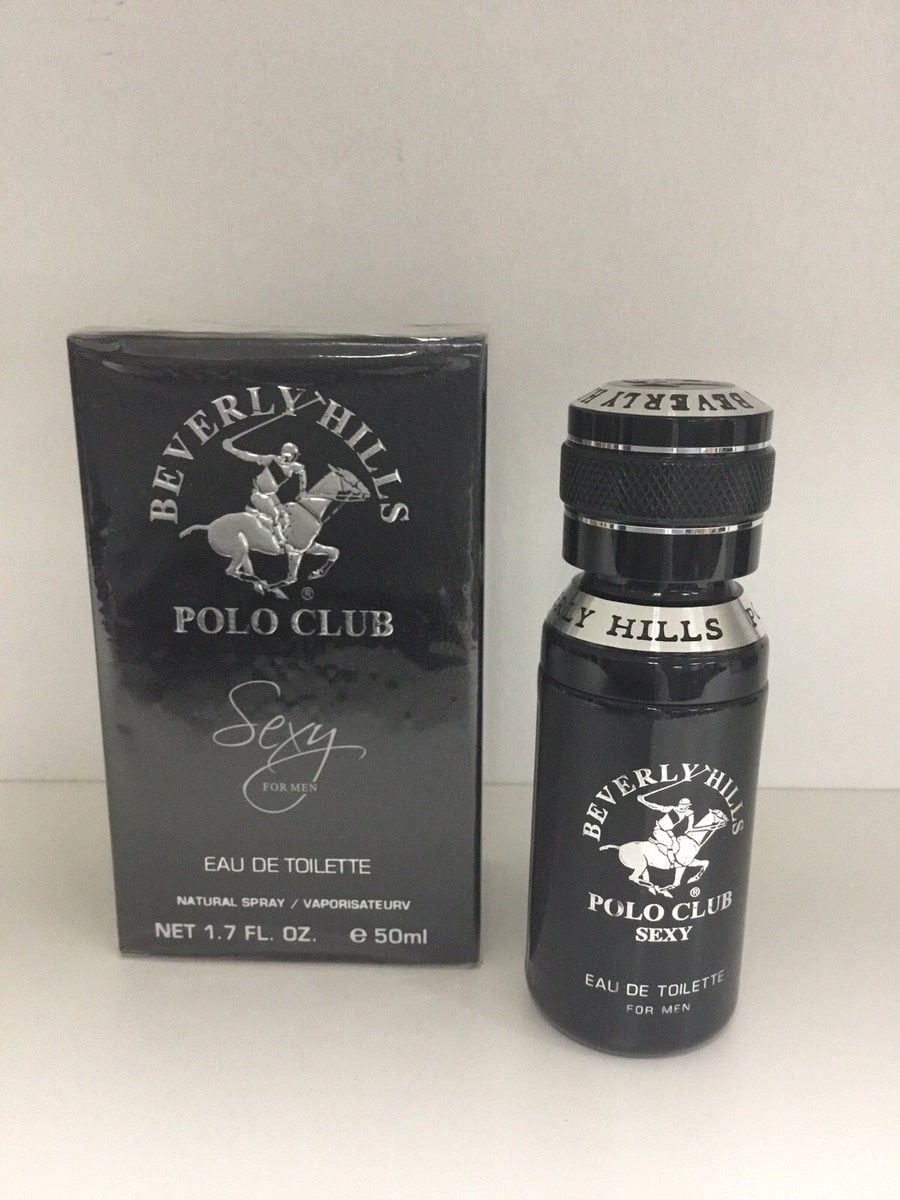 BEVERLY HILLS
®
POLO CLUB
Sexy
FOR MEN
EAU DE TOILETTE
NATURAL SPRAY / VAPORISATEURV
NET 1.7 FL. OZ. e 50ml
BEVERLY H
RLY HILLS P
BEVERLY HILLS
®
POLO CLUB
SEXY
EAU DE TOILETTE
FOR MEN